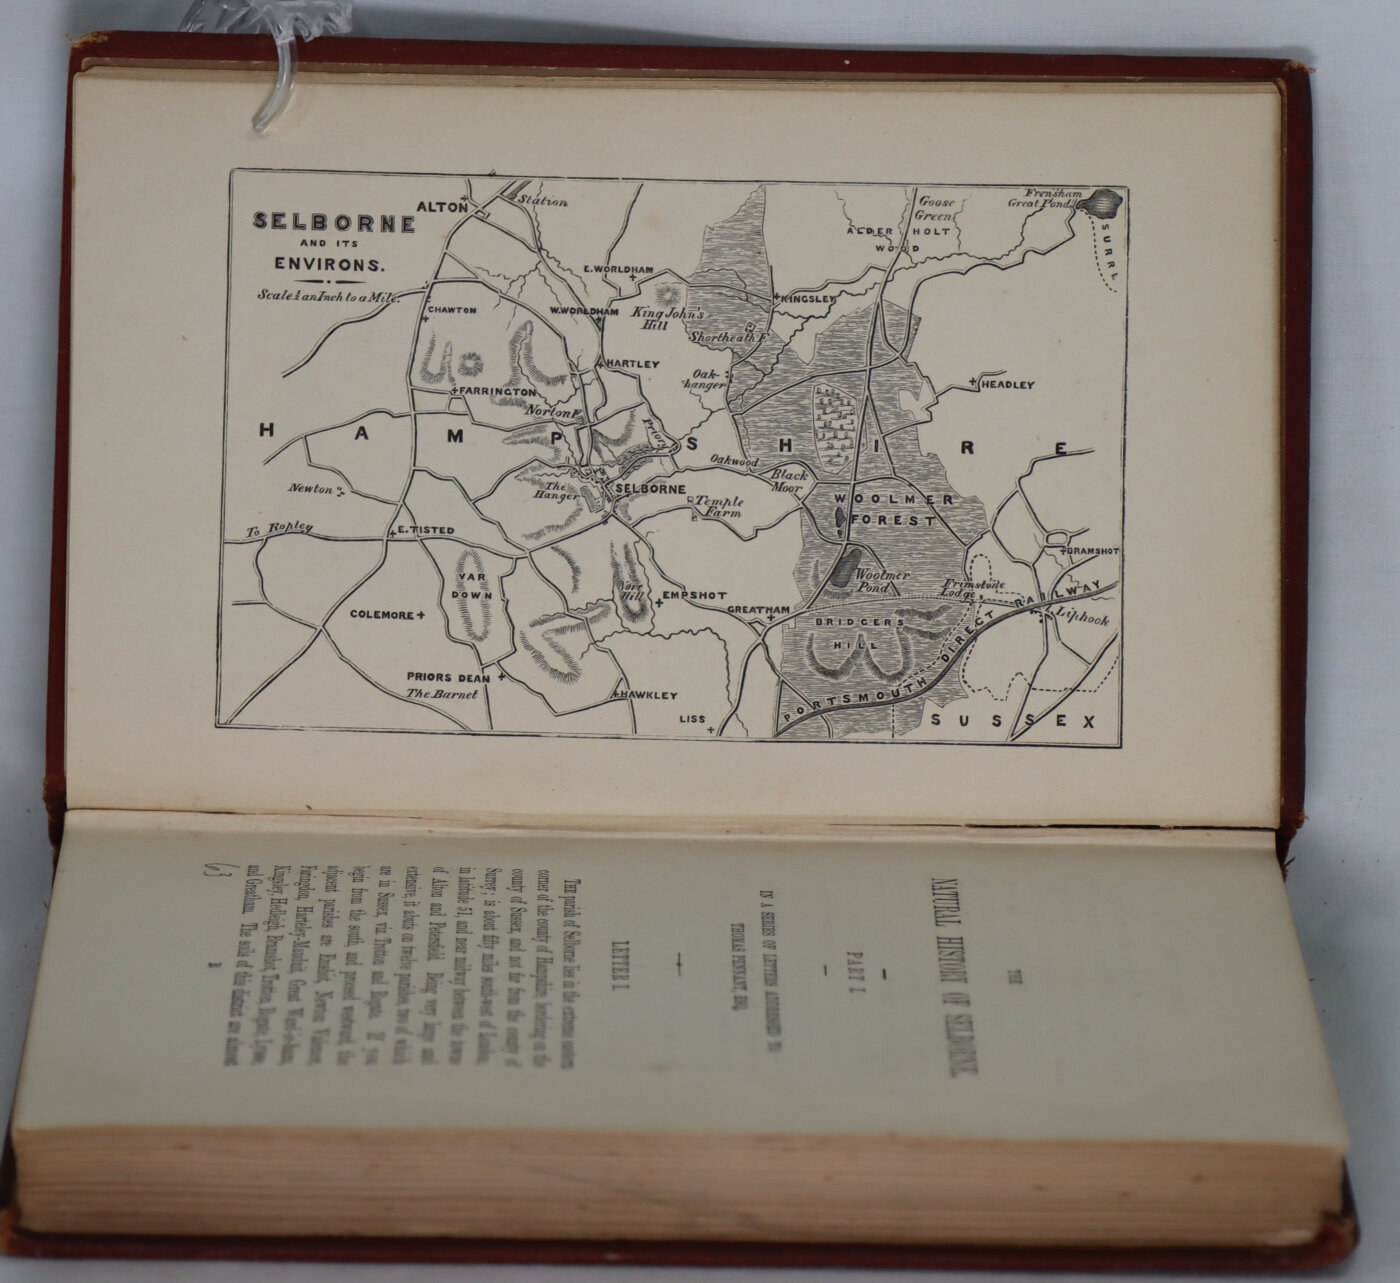 SELBORNE
AND ITS
ENVIRONS.
Scale ½ an Inch to a Mile.
ALTON
Station
Goose
Green
Frensham
Great Pond
SURRE
ALDER HOLT
WOOD
E. WORLDHAM
KINGSLEY
CHAWTON
W. WORLDHAM
King John's
Hill
Shortheath F.
HARTLEY
Oak-
hanger
HEADLEY
FARRINGTON
Norton F.
Priory
HAMPSHIRE
Oakwood
Black
Moor
Newton
The
Hanger
SELBORNE
Temple
Farm
WOOLMER
FOREST
To Ropley
E. TISTED
BRAMSHOT
VAR
DOWN
Nore
Hill
Woolmer
Pond
Lodge
EMPSHOT
GREATHAM
COLEMORE
BRIDGERS
HILL
Liphook
PORTSMOUTH DIRECT RAILWAY
PRIORS DEAN
The Barnet
HAWKLEY
LISS
SUSSEX
THE
NATURAL HISTORY OF SELBORNE.
PART I.
IN A SERIES OF LETTERS ADDRESSED TO
THOMAS PENNANT, ESQ.
LETTER I.
THE parish of Selborne lies in the extreme eastern
corner of the county of Hampshire, bordering on the
county of Sussex, and not far from the county of
Surrey; is about fifty miles south-west of London,
in latitude 51, and near midway between the towns
of Alton and Petersfield. Being very large and
extensive, it abuts on twelve parishes, two of which
are in Sussex, viz. Trotton and Rogate. If you
begin from the south, and proceed westward, the
adjacent parishes are Emshot, Newton Valence,
Faringdon, Harteley-Mauduit, Great Ward-le-ham,
Kingsley, Hedleigh, Bramshot, Trotton, Rogate, Lysse,
and Greatham. The soils of this district are almost
B
63